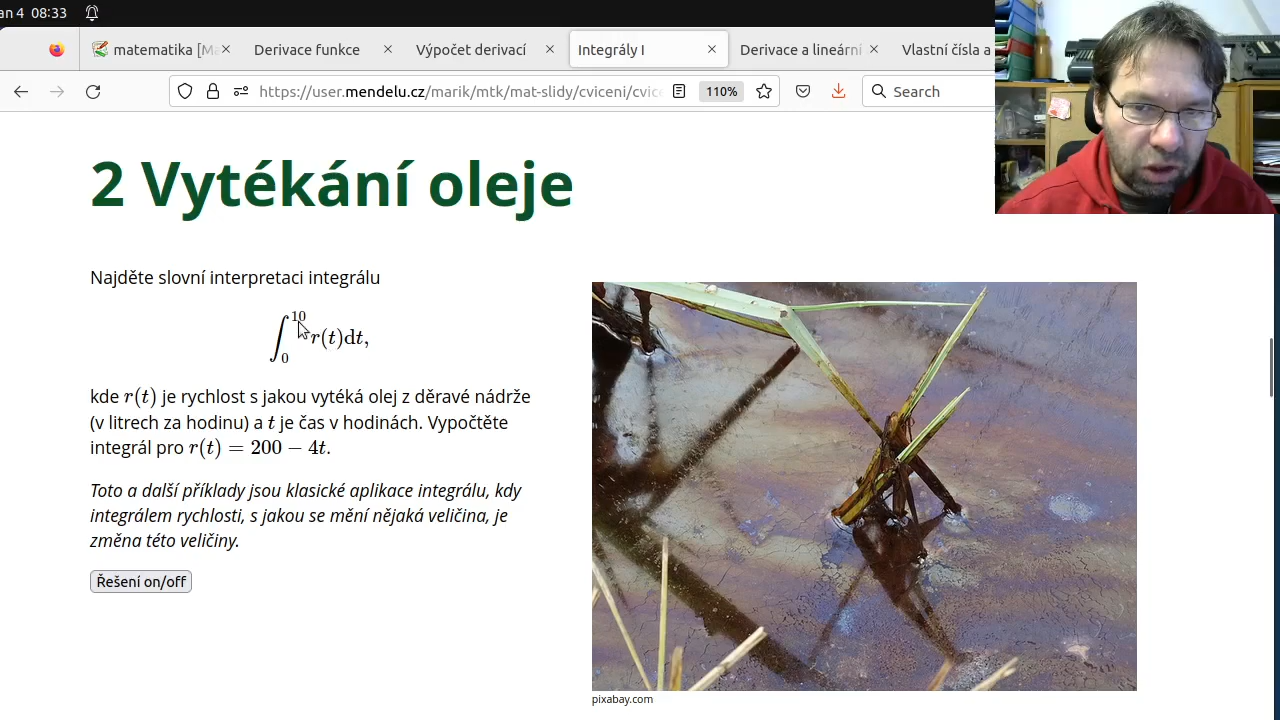 an 4 08:33
matematika [M
Derivace funkce
Výpočet derivací
Integrály I
Derivace a lineární
Vlastní čísla a
https://user.mendelu.cz/marik/mtk/mat-slidy/cviceni/cvice
110%
Search
2 Vytékání oleje
Najděte slovní interpretaci integrálu
∫₀¹⁰ r(t)dt,
kde r(t) je rychlost s jakou vytéká olej z děravé nádrže
(v litrech za hodinu) a t je čas v hodinách. Vypočtěte
integrál pro r(t) = 200 − 4t.
Toto a další příklady jsou klasické aplikace integrálu, kdy
integrálem rychlosti, s jakou se mění nějaká veličina, je
změna této veličiny.
Řešení on/off
pixabay.com